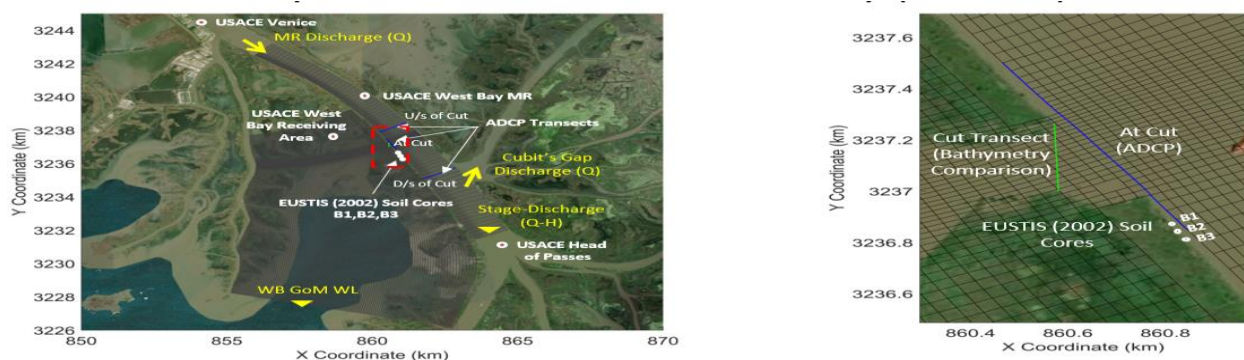 3244
3242
3240
3238
3236
3234
3232
3230
3228
3226
850
855
860
865
870
Y Coordinate (km)
X Coordinate (km)
USACE Venice
MR Discharge (Q)
USACE West Bay MR
USACE West
Bay Receiving
Area
U/s of Cut
ADCP Transects
At Cut
Cubit's Gap
Discharge (Q)
D/s of Cut
EUSTIS (2002) Soil Cores
B1,B2,B3
Stage-Discharge
(Q-H)
USACE Head
of Passes
WB GoM WL
3237.6
3237.4
3237.2
3237
3236.8
3236.6
860.4
860.6
860.8
Y Coordinate (km)
X Coordinate (km)
Cut Transect
(Bathymetry
Comparison)
At Cut
(ADCP)
EUSTIS (2002) Soil
Cores
B1
B2
B3